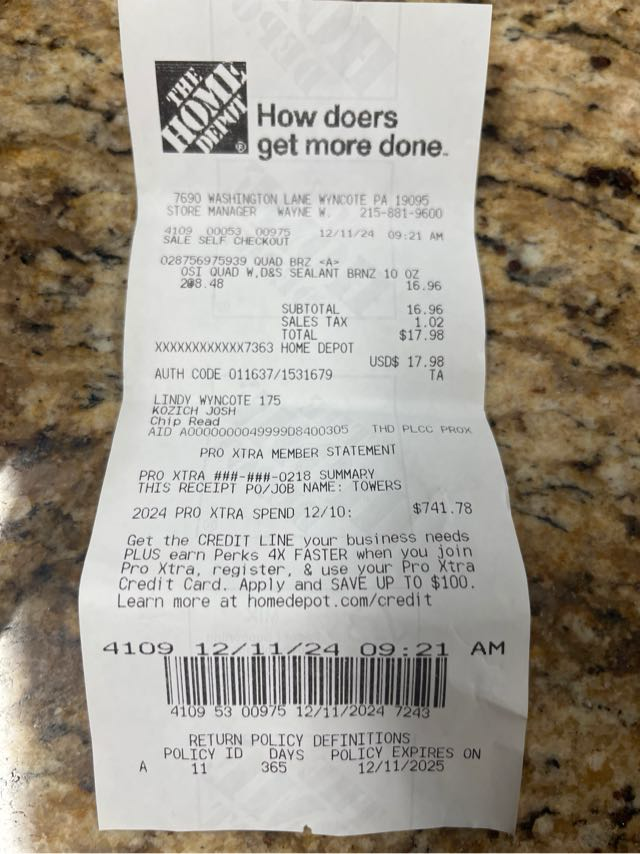 THE
HOME
DEPOT
®
How doers
get more done.
7690 WASHINGTON LANE WYNCOTE PA 19095
STORE MANAGER WAYNE W. 215-881-9600
4109 00053 00975 12/11/24 09:21 AM
SALE SELF CHECKOUT
028756975939 QUAD BRZ <A>
OSI QUAD W,D&S SEALANT BRNZ 10 OZ
2@8.48 16.96
SUBTOTAL 16.96
SALES TAX 1.02
TOTAL $17.98
XXXXXXXXXXXX7363 HOME DEPOT
USD$ 17.98
AUTH CODE 011637/1531679 TA
LINDY WYNCOTE 175
KOZICH JOSH
Chip Read
AID A0000000049999D8400305 THD PLCC PROX
PRO XTRA MEMBER STATEMENT
PRO XTRA ###-###-0218 SUMMARY
THIS RECEIPT PO/JOB NAME: TOWERS
2024 PRO XTRA SPEND 12/10: $741.78
Get the CREDIT LINE your business needs
PLUS earn Perks 4X FASTER when you join
Pro Xtra, register, & use your Pro Xtra
Credit Card. Apply and SAVE UP TO $100.
Learn more at homedepot.com/credit
4109 12/11/24 09:21 AM
4109 53 00975 12/11/2024 7243
RETURN POLICY DEFINITIONS
POLICY ID DAYS POLICY EXPIRES ON
A 11 365 12/11/2025